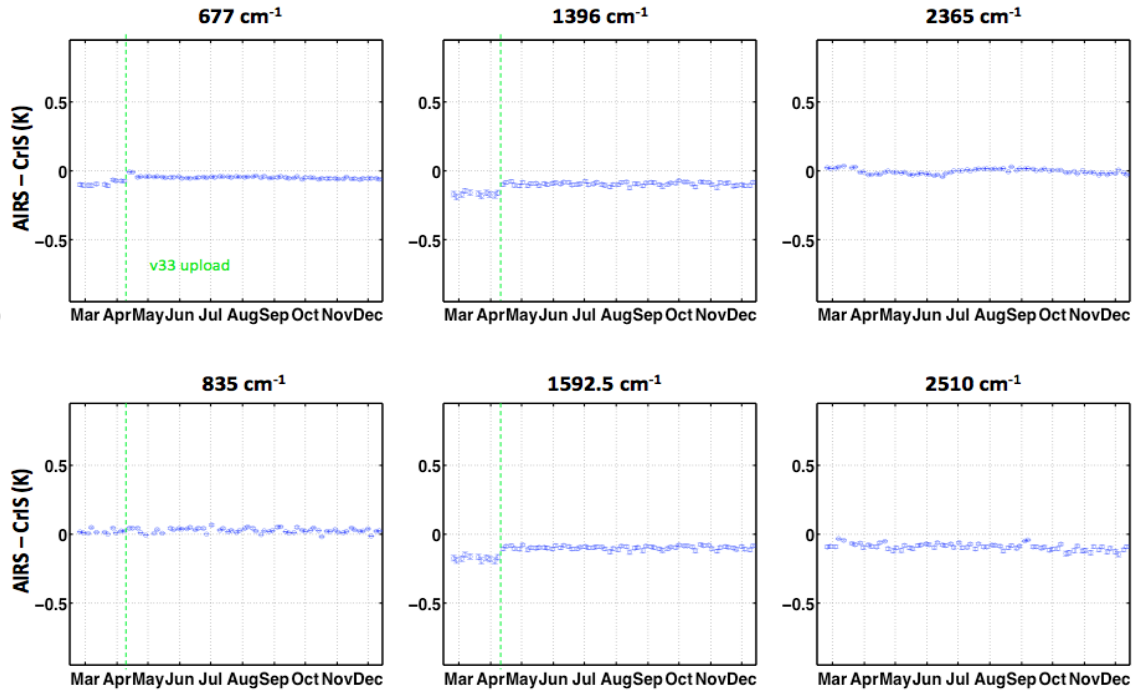 677 cm-1
1396 cm-1
2365 cm-1
AIRS – CrIS (K)
0.5
0
−0.5
v33 upload
Mar Apr May Jun Jul Aug Sep Oct Nov Dec
0.5
0
−0.5
Mar Apr May Jun Jul Aug Sep Oct Nov Dec
0.5
0
−0.5
Mar Apr May Jun Jul Aug Sep Oct Nov Dec
835 cm-1
1592.5 cm-1
2510 cm-1
AIRS – CrIS (K)
0.5
0
−0.5
Mar Apr May Jun Jul Aug Sep Oct Nov Dec
0.5
0
−0.5
Mar Apr May Jun Jul Aug Sep Oct Nov Dec
0.5
0
−0.5
Mar Apr May Jun Jul Aug Sep Oct Nov Dec